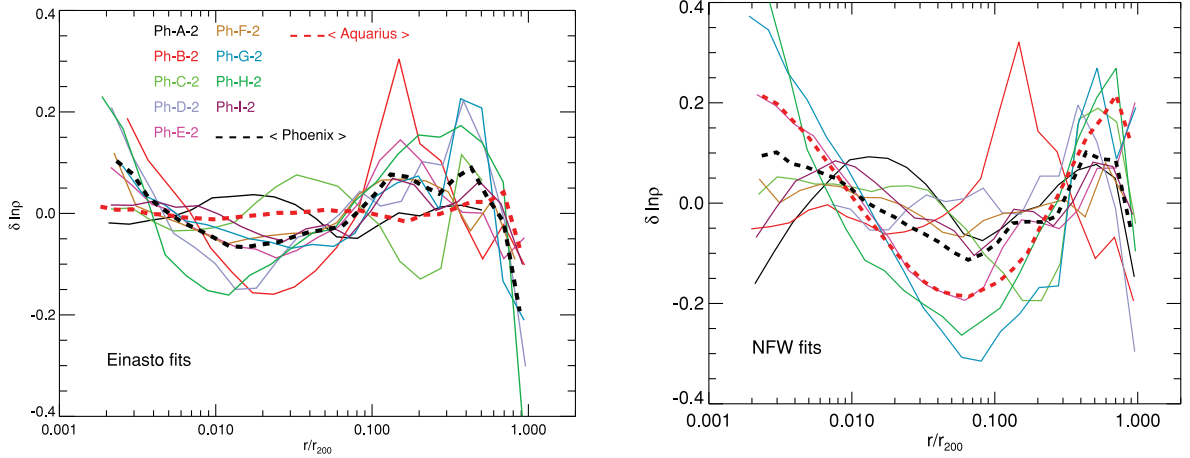 0.4
Ph-A-2 Ph-F-2 < Aquarius >
Ph-B-2 Ph-G-2
Ph-C-2 Ph-H-2
Ph-D-2 Ph-I-2
Ph-E-2 < Phoenix >
0.2
0.0
-0.2
-0.4
δ lnρ
Einasto fits
0.001 0.010 0.100 1.000
r/r200
0.4
0.2
0.0
-0.2
-0.4
δ lnρ
NFW fits
0.001 0.010 0.100 1.000
r/r200